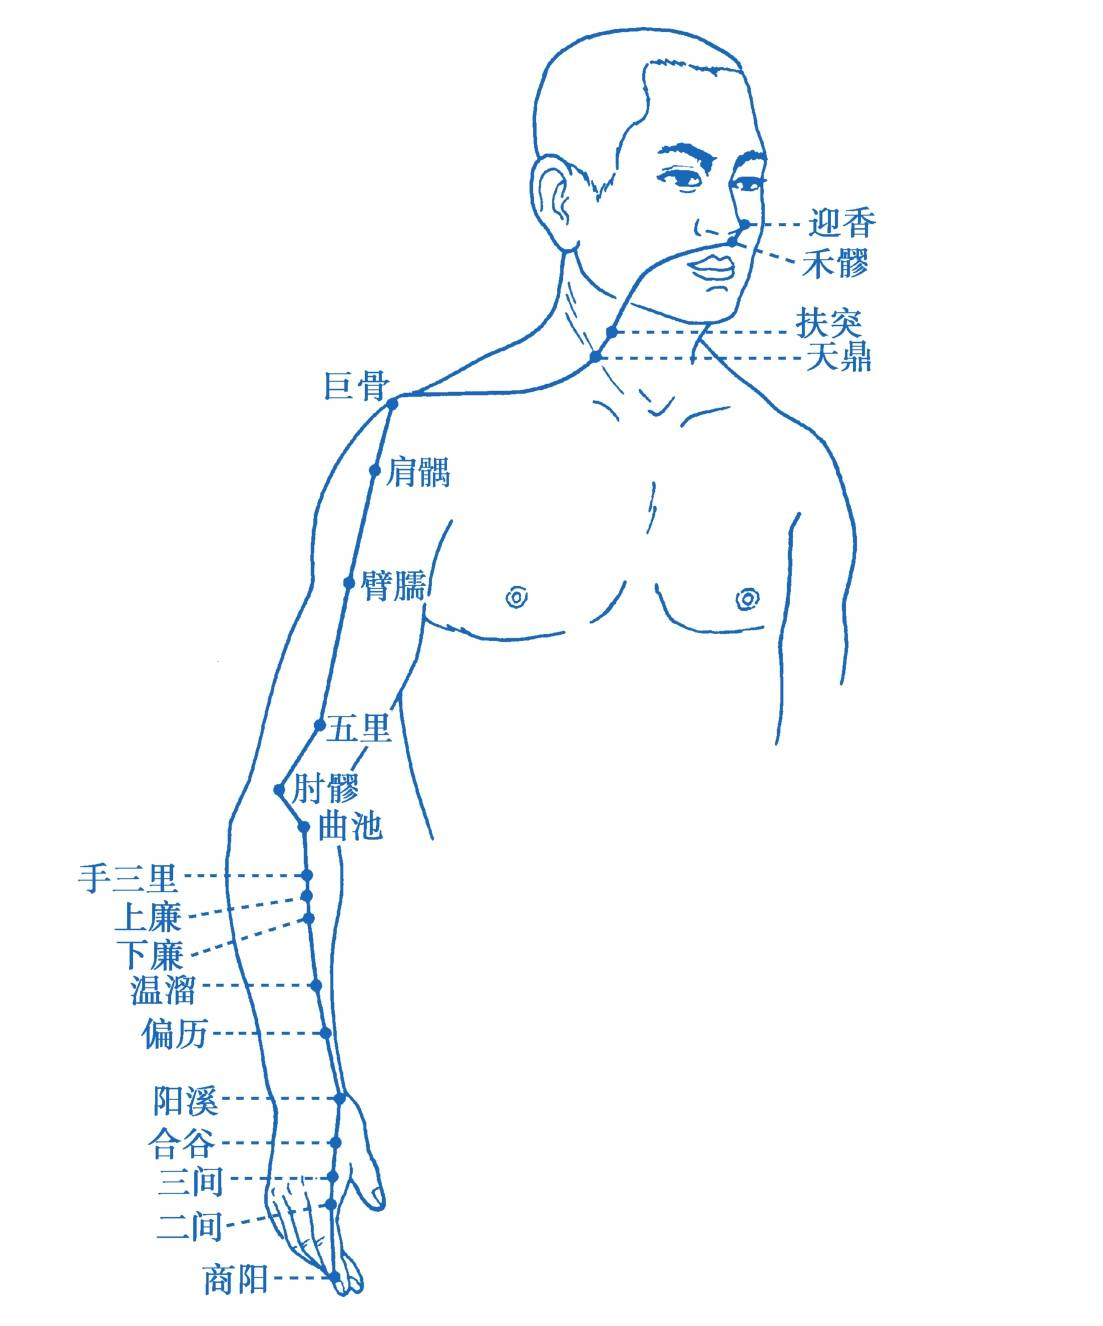 迎香
禾髎
扶突
天鼎
巨骨
肩髃
臂臑
五里
肘髎
曲池
手三里
上廉
下廉
温溜
偏历
阳溪
合谷
三间
二间
商阳